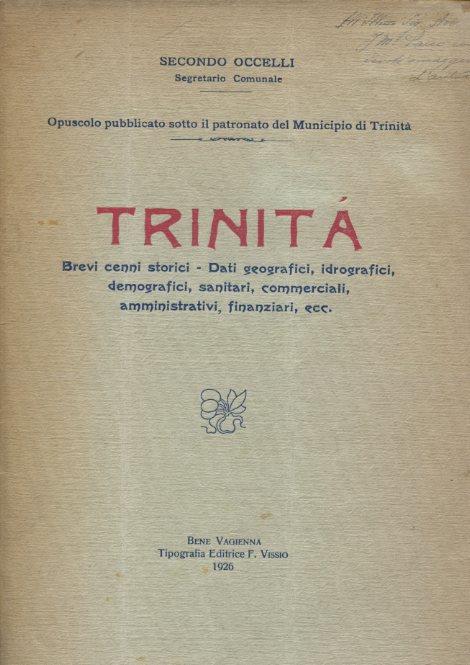 SECONDO OCCELLI
Segretario Comunale
Opuscolo pubblicato sotto il patronato del Municipio di Trinità
TRINITÁ
Brevi cenni storici - Dati geografici, idrografici,
demografici, sanitari, commerciali,
amministrativi, finanziari, ecc.
BENE VAGIENNA
Tipografia Editrice F. VISSIO
1926